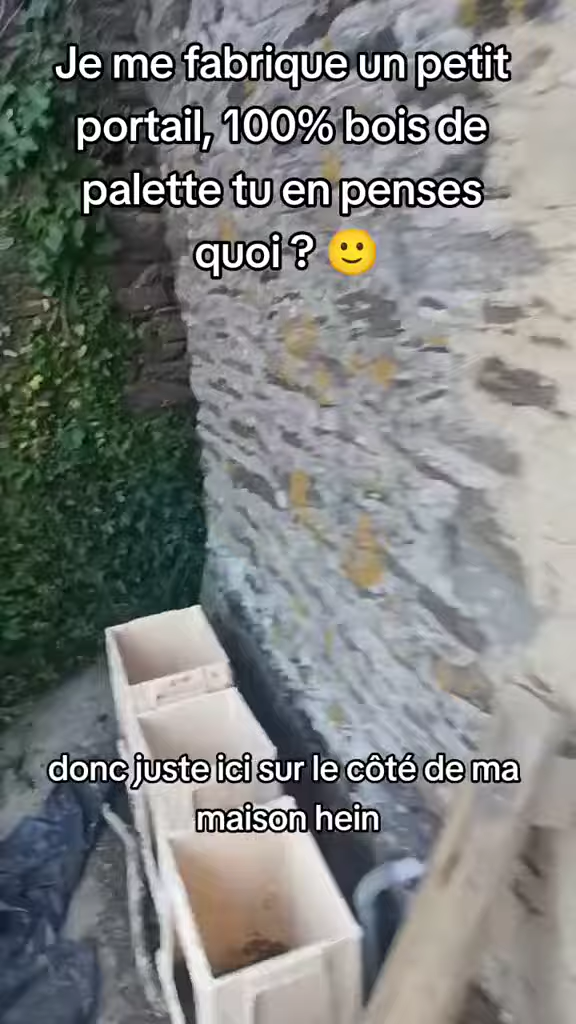 Je me fabrique un petit
portail, 100% bois de
palette tu en penses
quoi ? 🙂
donc juste ici sur le côté de ma
maison hein